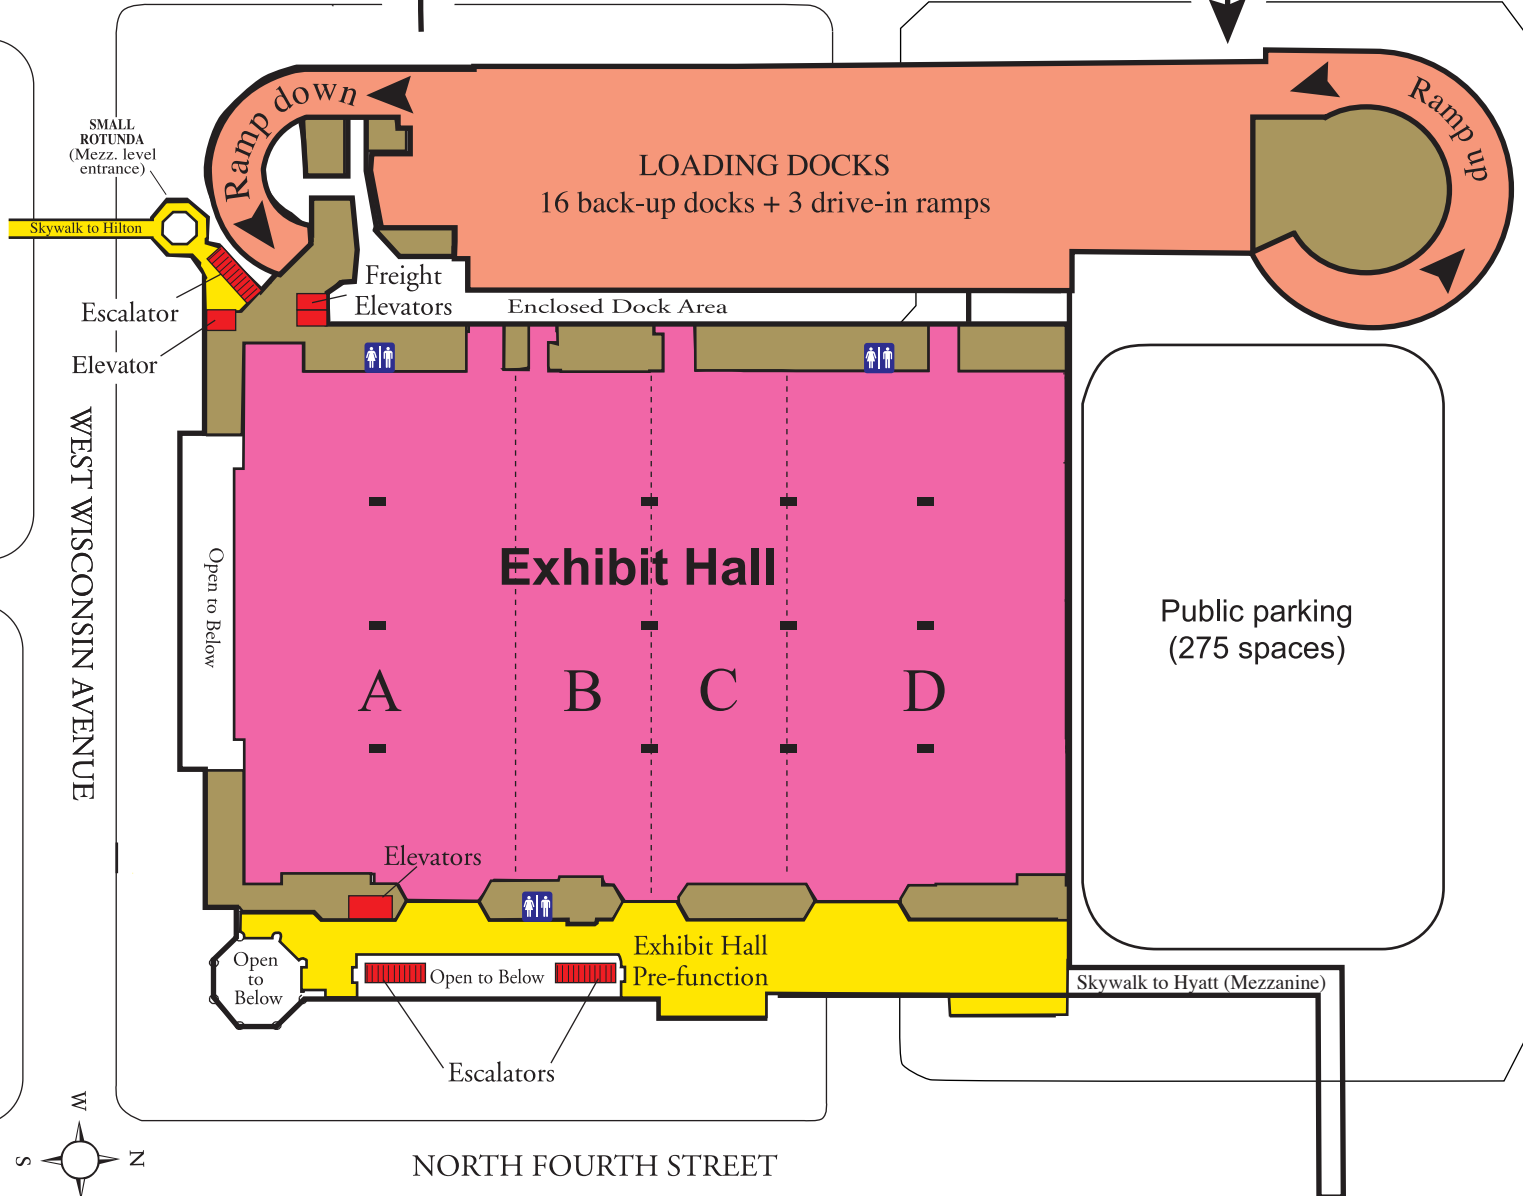 Ramp down
Ramp up
SMALL
ROTUNDA
(Mezz. level
entrance)
LOADING DOCKS
16 back-up docks + 3 drive-in ramps
Skywalk to Hilton
Freight
Elevators
Escalator
Enclosed Dock Area
Elevator
WEST WISCONSIN AVENUE
Open to Below
Exhibit Hall
Public parking
(275 spaces)
A
B
C
D
Elevators
Exhibit Hall
Pre-function
Open
to
Below
Open to Below
Skywalk to Hyatt (Mezzanine)
Escalators
W
S
N
NORTH FOURTH STREET